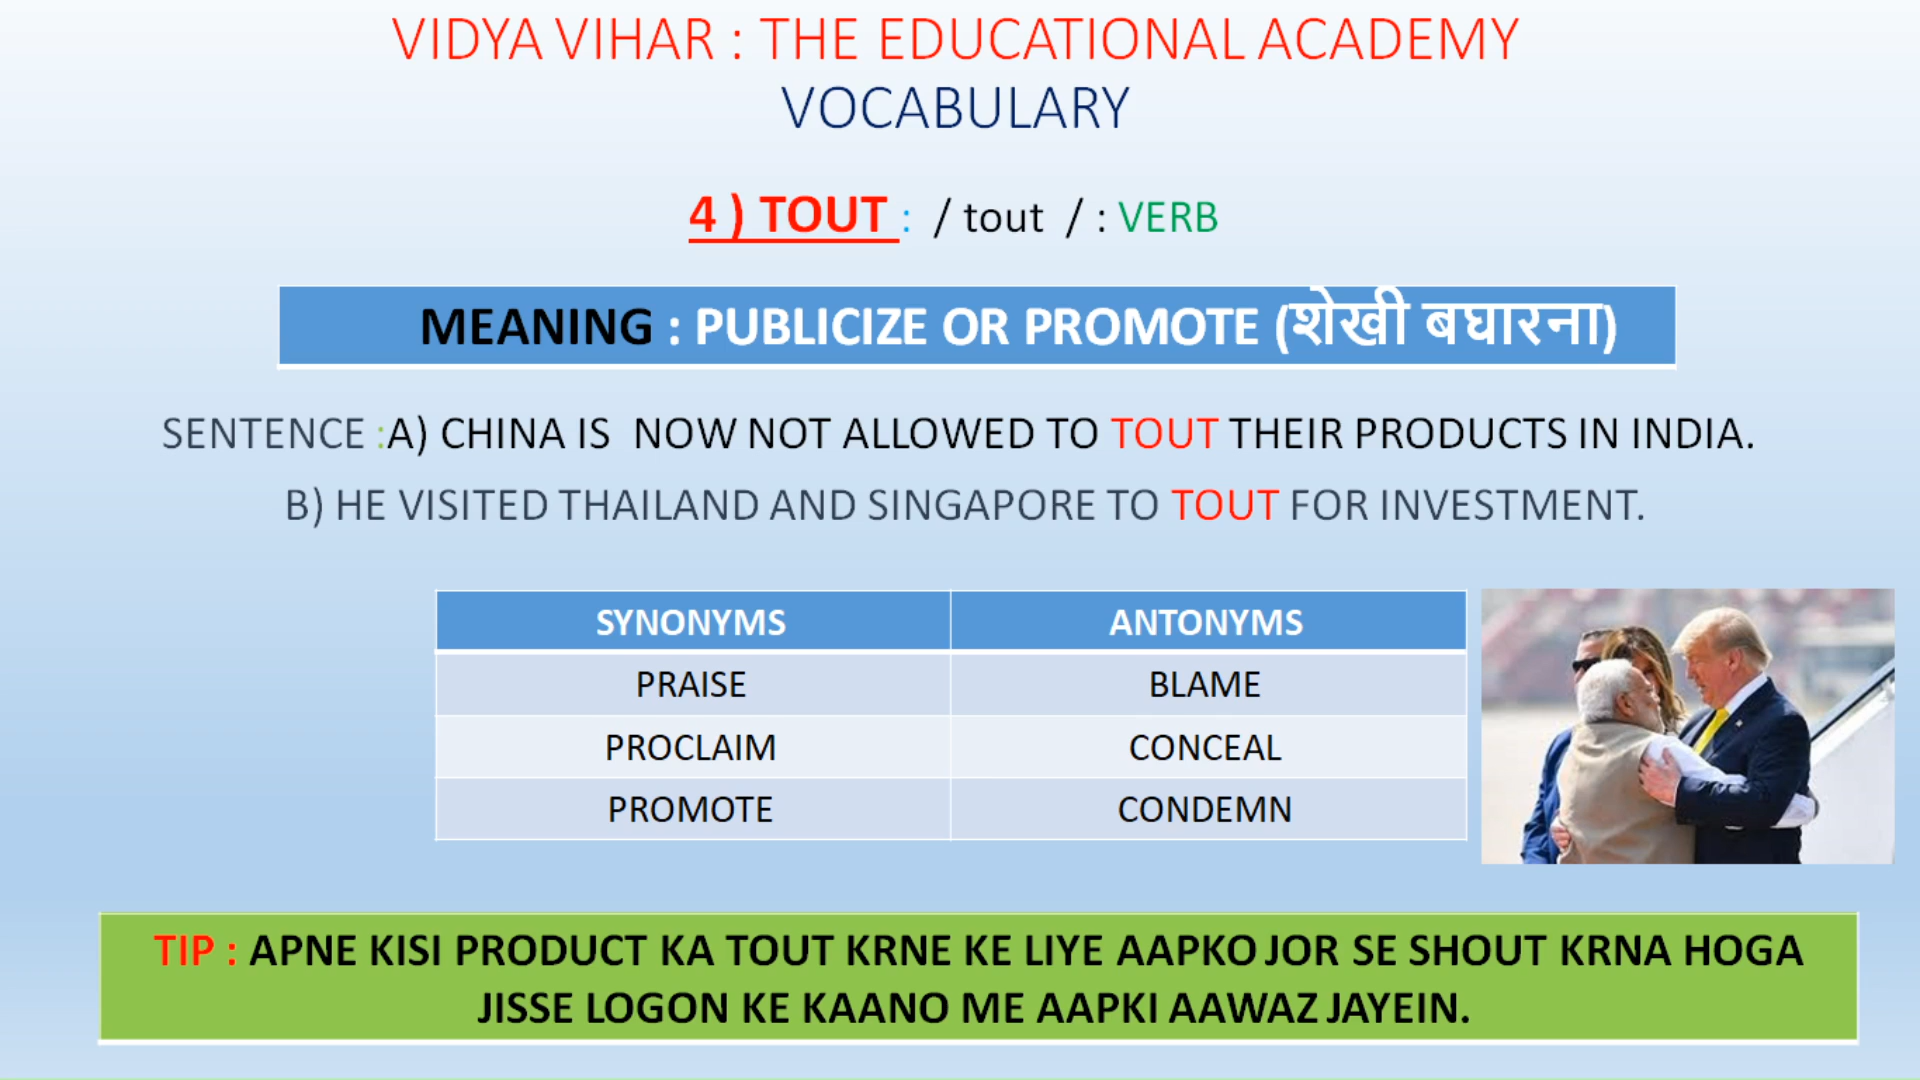 VIDYA VIHAR : THE EDUCATIONAL ACADEMY
VOCABULARY
4 ) TOUT : / tout / : VERB
MEANING : PUBLICIZE OR PROMOTE (शेखी बघारना)
SENTENCE :A) CHINA IS NOW NOT ALLOWED TO TOUT THEIR PRODUCTS IN INDIA.
B) HE VISITED THAILAND AND SINGAPORE TO TOUT FOR INVESTMENT.
SYNONYMS ANTONYMS
PRAISE BLAME
PROCLAIM CONCEAL
PROMOTE CONDEMN
TIP : APNE KISI PRODUCT KA TOUT KRNE KE LIYE AAPKO JOR SE SHOUT KRNA HOGA
JISSE LOGON KE KAANO ME AAPKI AAWAZ JAYEIN.